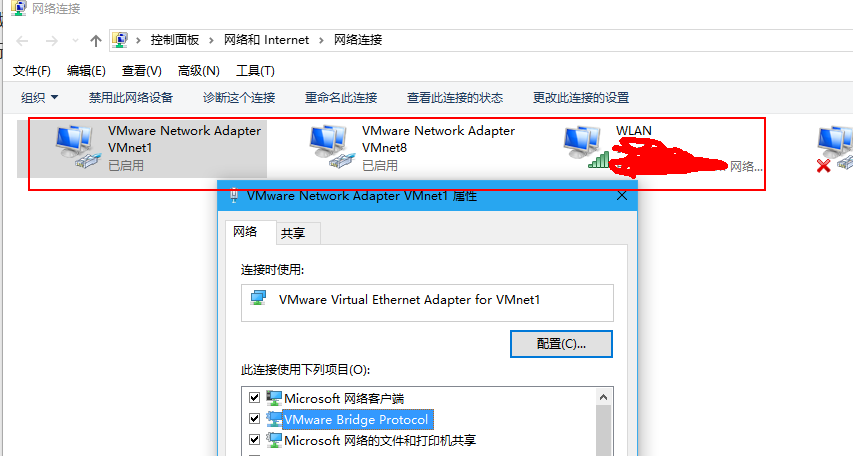 网络连接
控制面板 > 网络和 Internet > 网络连接
文件(F) 编辑(E) 查看(V) 高级(N) 工具(T)
组织 禁用此网络设备 诊断这个连接 重命名此连接 查看此连接的状态 更改此连接的设置
VMware Network Adapter
VMnet1
已启用
VMware Network Adapter
VMnet8
已启用
WLAN
网络...
VMware Network Adapter VMnet1 属性
网络 共享
连接时使用:
VMware Virtual Ethernet Adapter for VMnet1
配置(C)...
此连接使用下列项目(O):
Microsoft 网络客户端
VMware Bridge Protocol
Microsoft 网络的文件和打印机共享